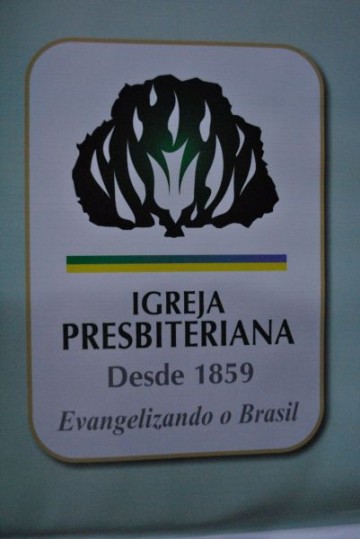 IGREJA
PRESBITERIANA
Desde 1859
Evangelizando o Brasil